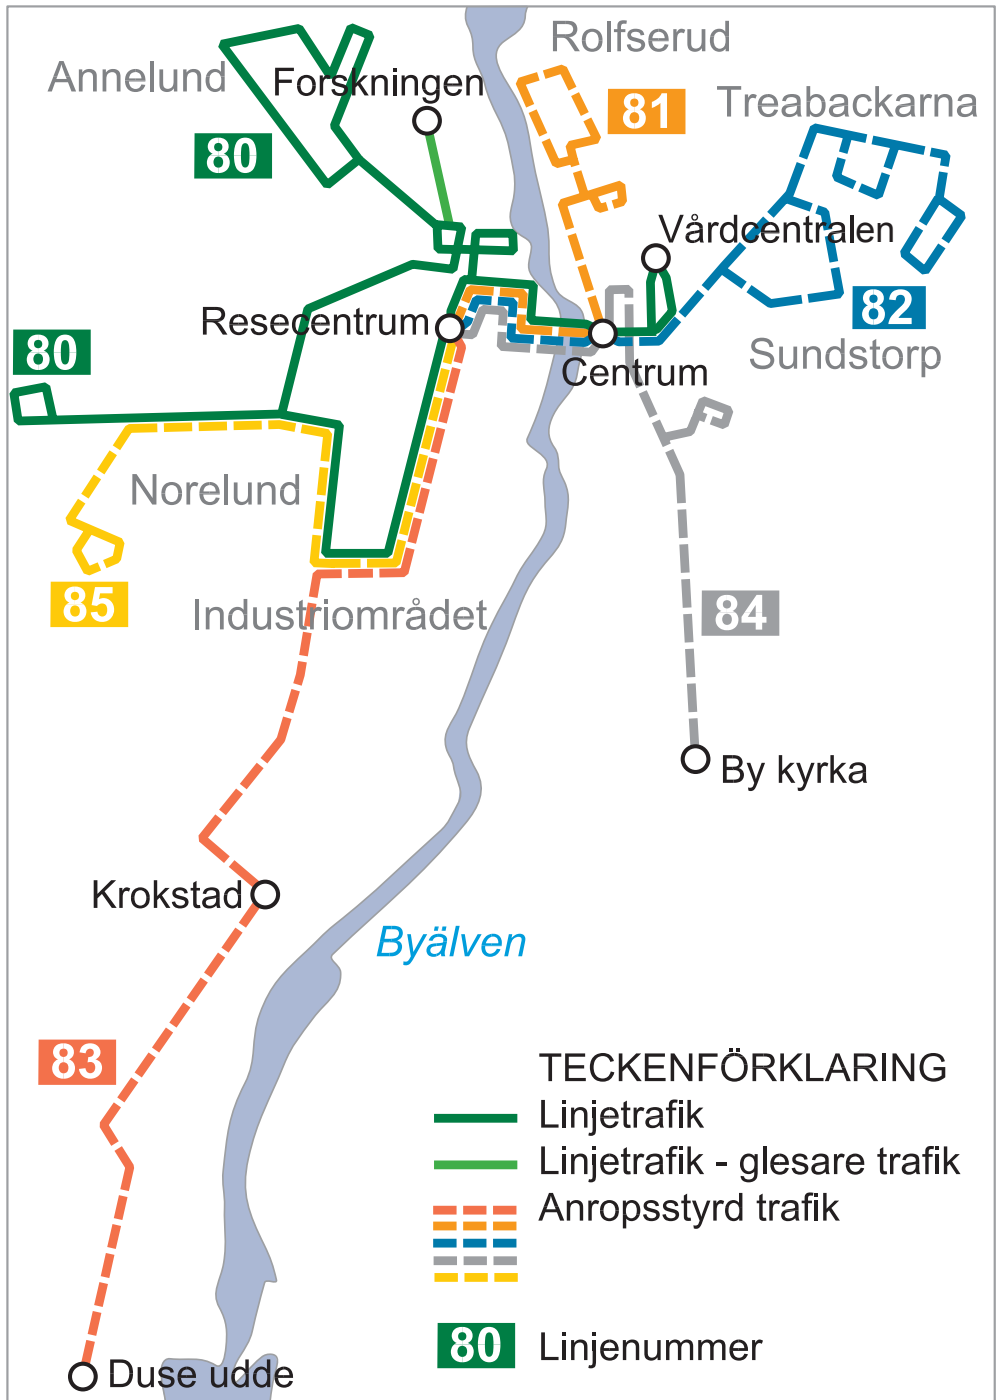 Rolfserud
Annelund
Forskningen
81
Treabackarna
80
Vårdcentralen
82
Resecentrum
80
Sundstorp
Centrum
Norelund
85
Industriområdet
84
By kyrka
Krokstad
Byälven
83
TECKENFÖRKLARING
Linjetrafik
Linjetrafik - glesare trafik
Anropsstyrd trafik
80 Linjenummer
Duse udde